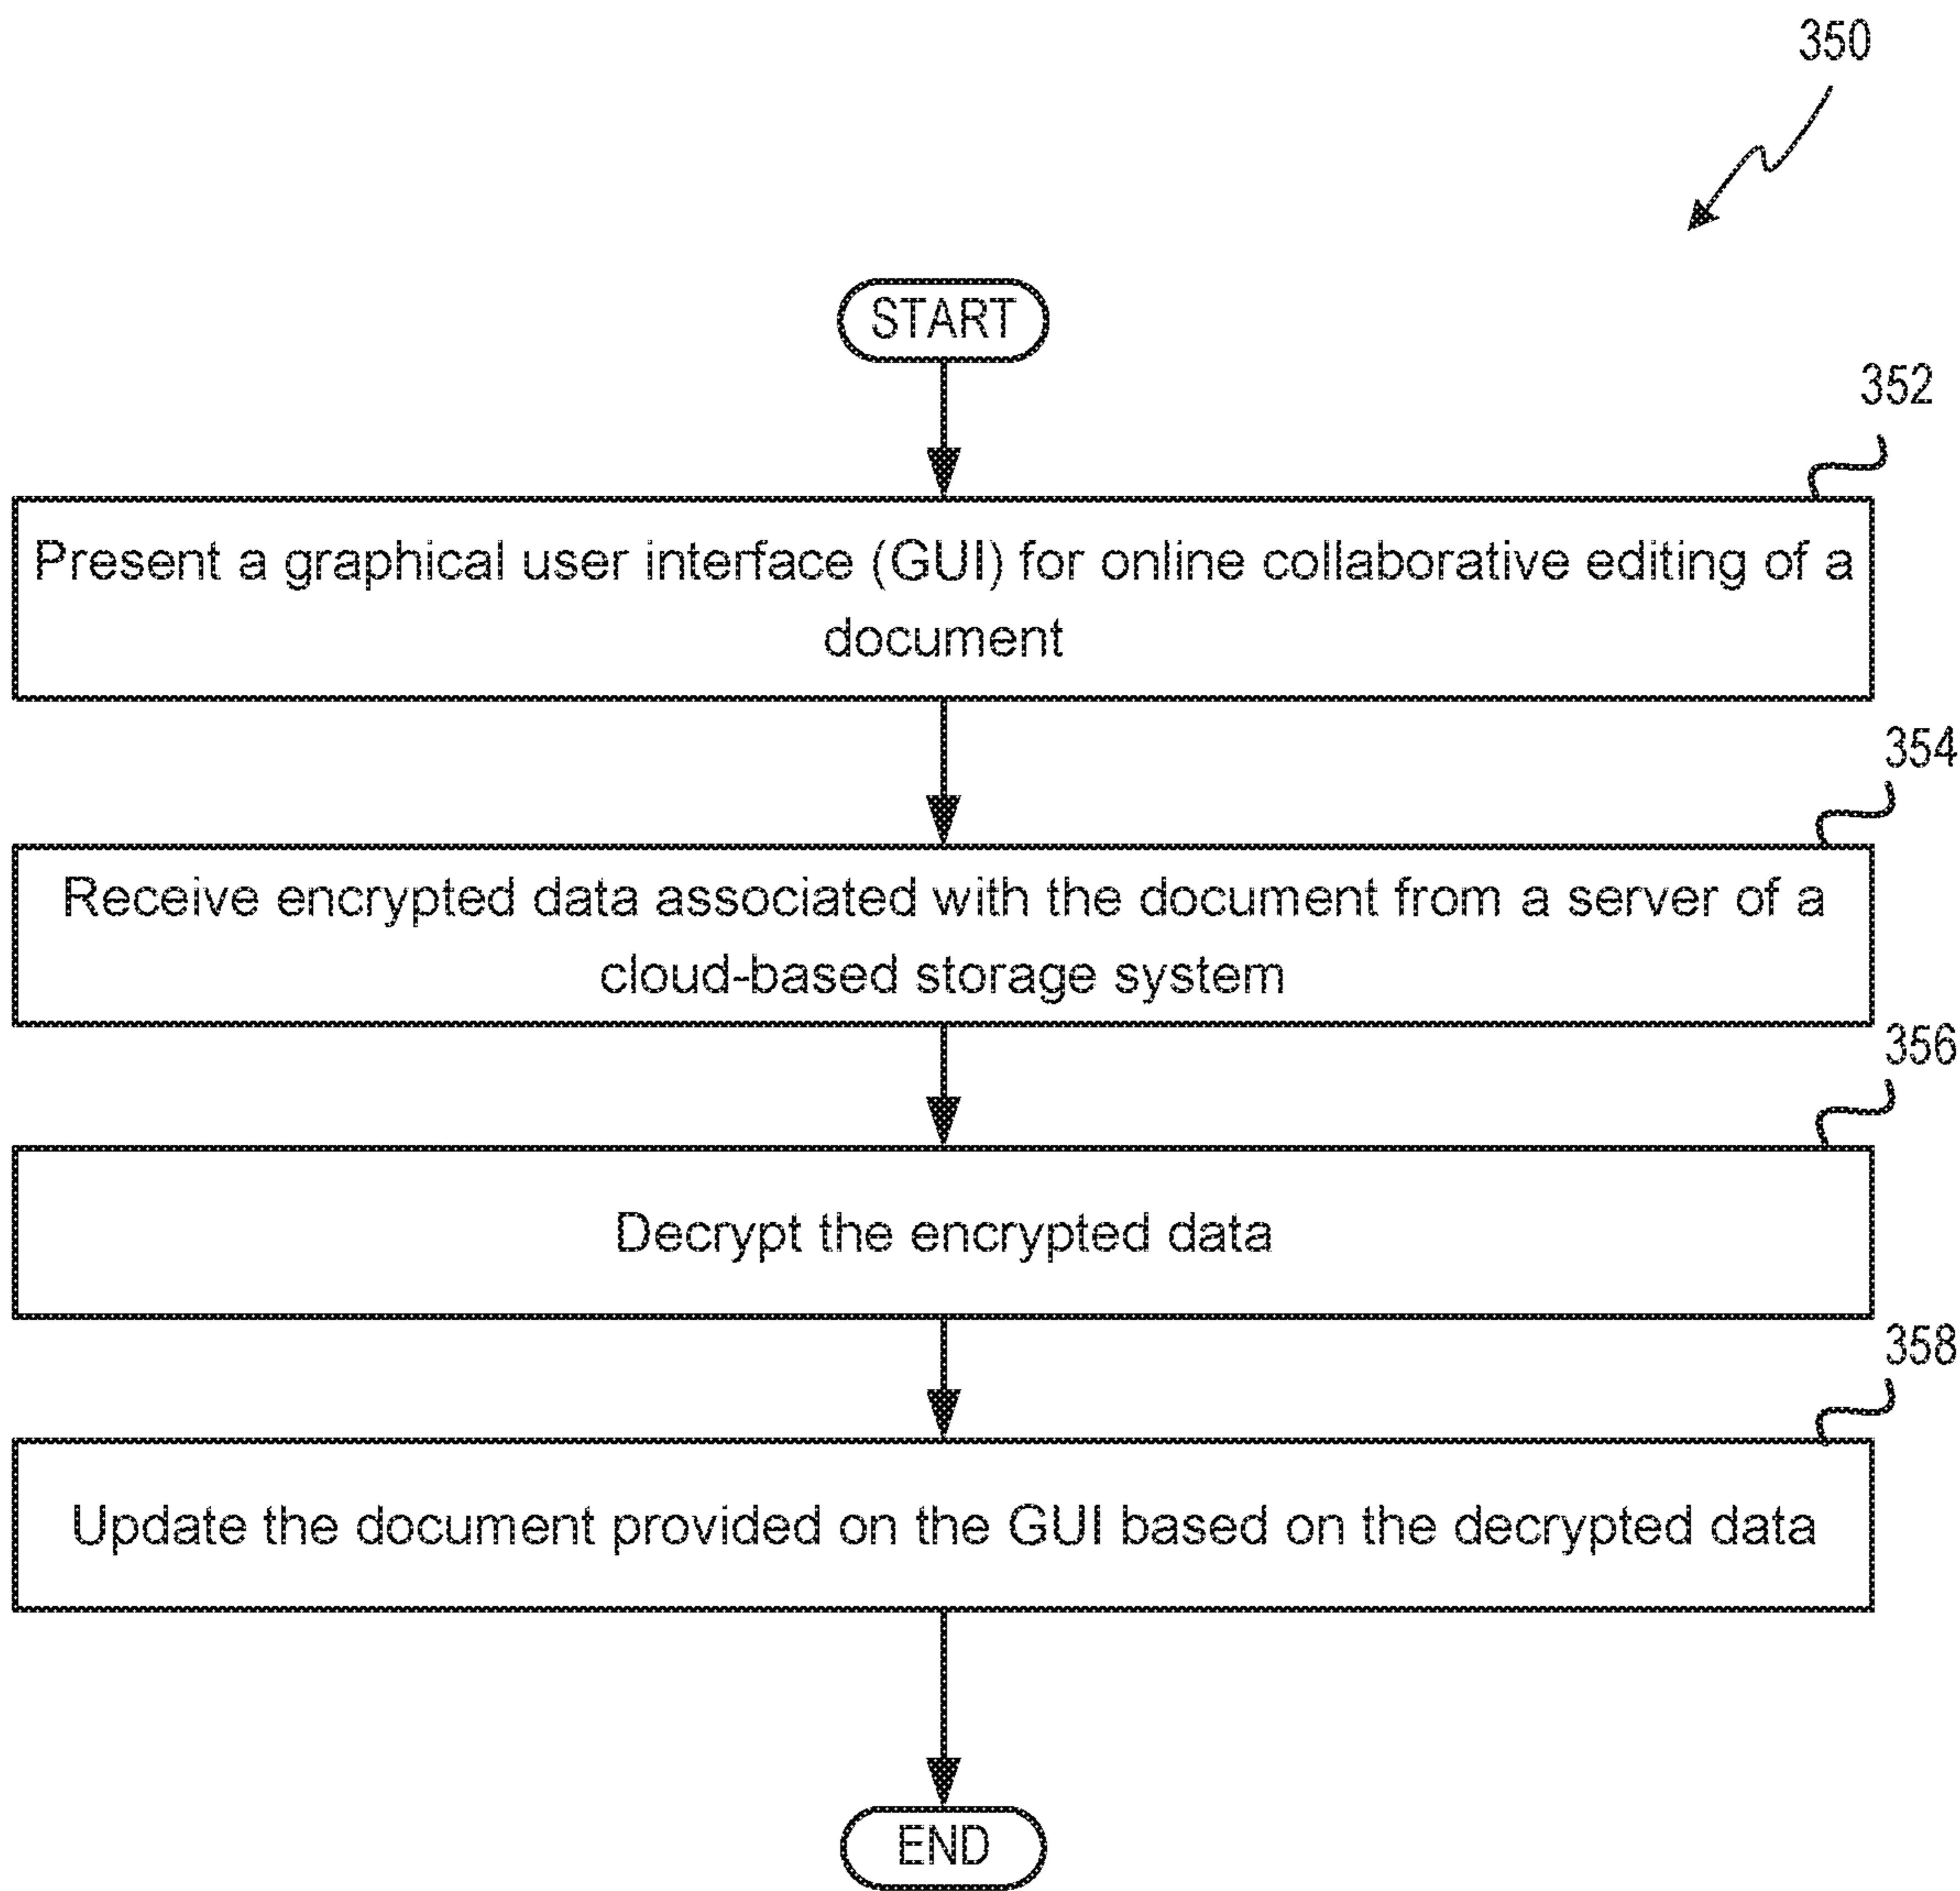 350
START
352
Present a graphical user interface (GUI) for online collaborative editing of a
document
354
Receive encrypted data associated with the document from a server of a
cloud-based storage system
356
Decrypt the encrypted data
358
Update the document provided on the GUI based on the decrypted data
END